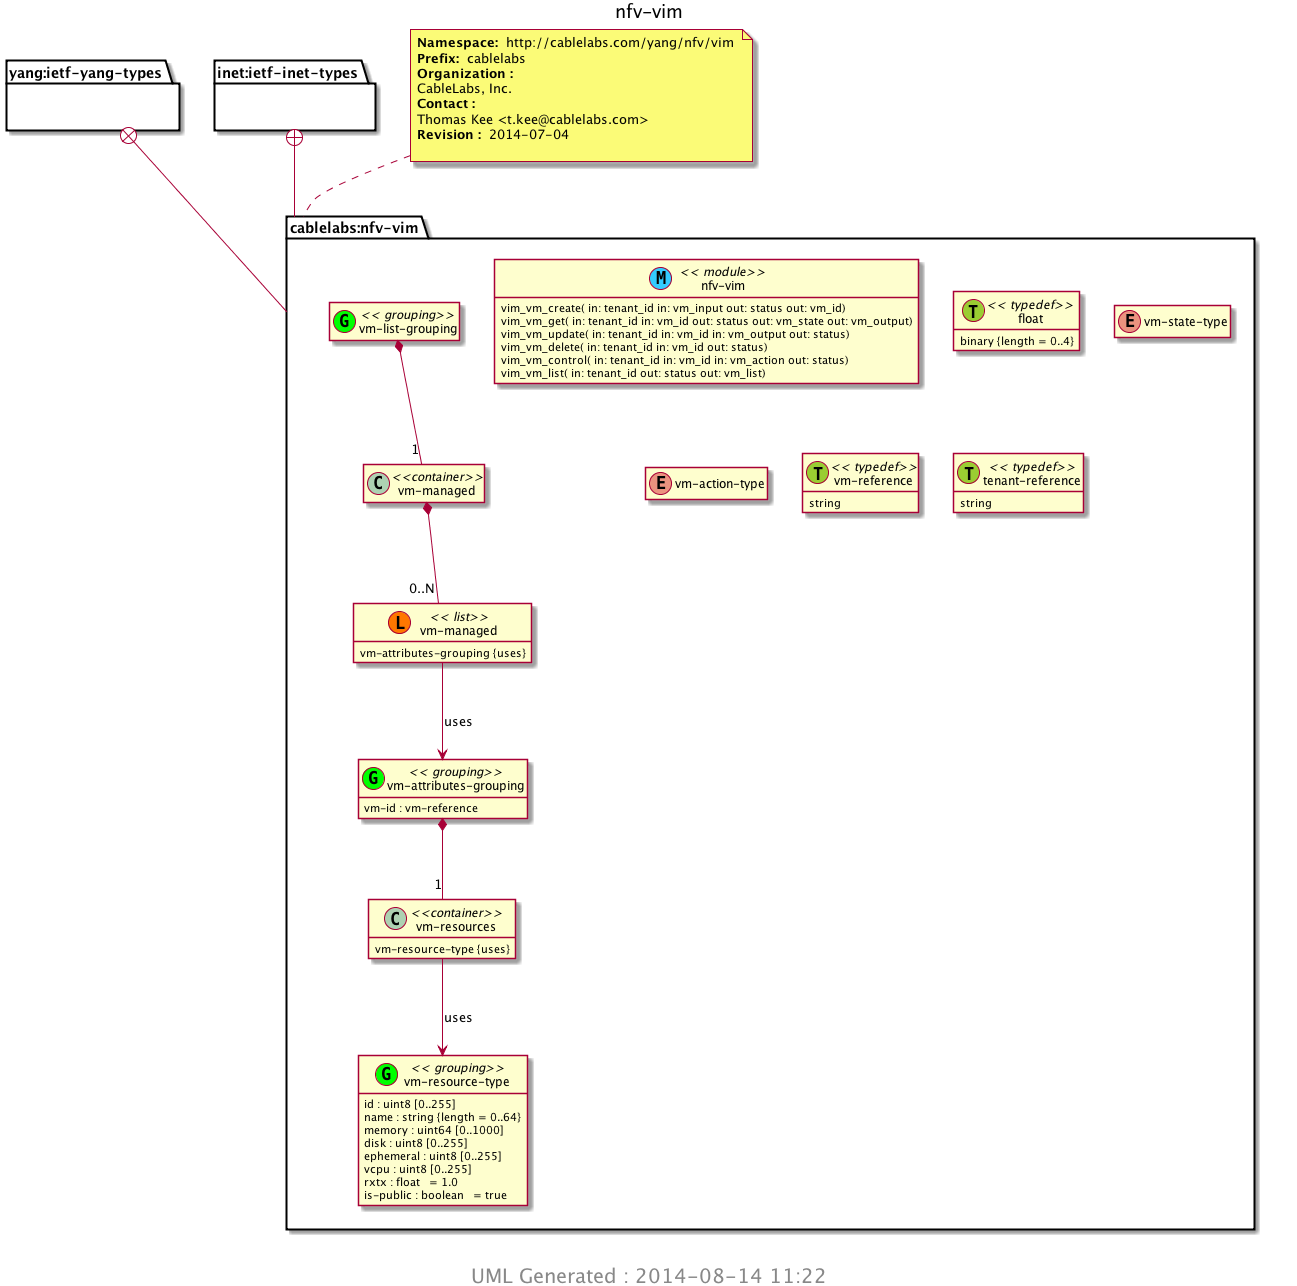 nfv-vim
yang:ietf-yang-types
inet:ietf-inet-types
Namespace: http://cablelabs.com/yang/nfv/vim
Prefix: cablelabs
Organization :
CableLabs, Inc.
Contact :
Thomas Kee <t.kee@cablelabs.com>
Revision : 2014-07-04
cablelabs:nfv-vim
G
<< grouping>>
vm-list-grouping
M
<< module>>
nfv-vim
vim_vm_create( in: tenant_id in: vm_input out: status out: vm_id)
vim_vm_get( in: tenant_id in: vm_id out: status out: vm_state out: vm_output)
vim_vm_update( in: tenant_id in: vm_id in: vm_output out: status)
vim_vm_delete( in: tenant_id in: vm_id out: status)
vim_vm_control( in: tenant_id in: vm_id in: vm_action out: status)
vim_vm_list( in: tenant_id out: status out: vm_list)
T
<< typedef>>
float
binary {length = 0..4}
E
vm-state-type
1
C
<<container>>
vm-managed
E
vm-action-type
T
<< typedef>>
vm-reference
string
T
<< typedef>>
tenant-reference
string
0..N
L
<< list>>
vm-managed
vm-attributes-grouping {uses}
uses
G
<< grouping>>
vm-attributes-grouping
vm-id : vm-reference
1
C
<<container>>
vm-resources
vm-resource-type {uses}
uses
G
<< grouping>>
vm-resource-type
id : uint8 [0..255]
name : string {length = 0..64}
memory : uint64 [0..1000]
disk : uint8 [0..255]
ephemeral : uint8 [0..255]
vcpu : uint8 [0..255]
rxtx : float = 1.0
is-public : boolean = true
UML Generated : 2014-08-14 11:22